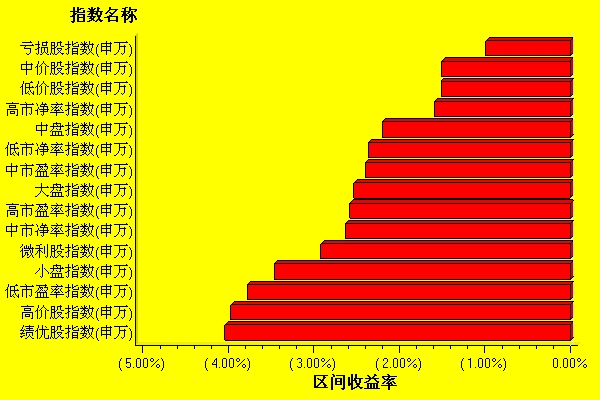 指数名称
亏损股指数(申万)
中价股指数(申万)
低价股指数(申万)
高市净率指数(申万)
中盘指数(申万)
低市净率指数(申万)
中市盈率指数(申万)
大盘指数(申万)
高市盈率指数(申万)
中市净率指数(申万)
微利股指数(申万)
小盘指数(申万)
低市盈率指数(申万)
高价股指数(申万)
绩优股指数(申万)
(5.00%) (4.00%) (3.00%) (2.00%) (1.00%) 0.00%
区间收益率